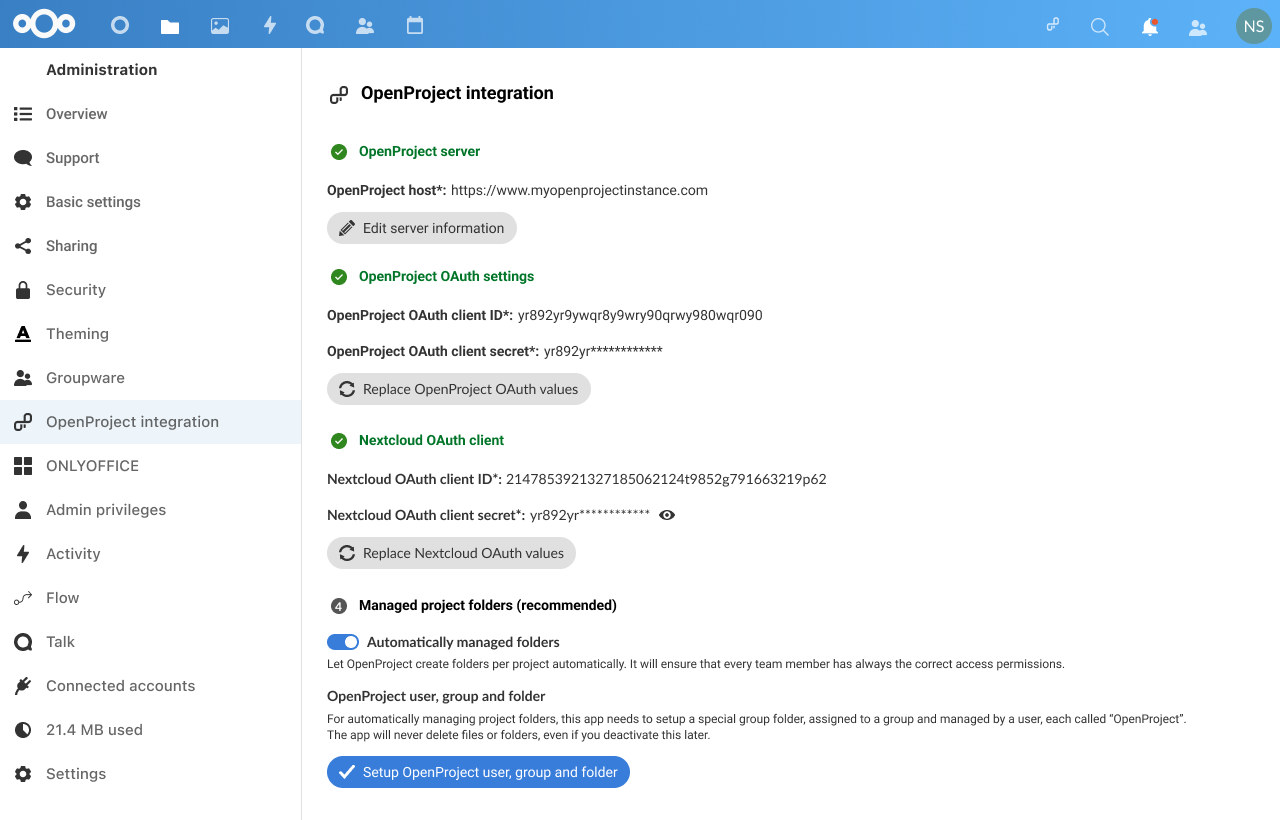 NS
Administration
Overview
Support
Basic settings
Sharing
Security
Theming
Groupware
OpenProject integration
ONLYOFFICE
Admin privileges
Activity
Flow
Talk
Connected accounts
21.4 MB used
Settings
OpenProject integration
OpenProject server
OpenProject host*: https://www.myopenprojectinstance.com
Edit server information
OpenProject OAuth settings
OpenProject OAuth client ID*: yr892yr9ywqr8y9wry90qrwy980wqr090
OpenProject OAuth client secret*: yr892yr************
Replace OpenProject OAuth values
Nextcloud OAuth client
Nextcloud OAuth client ID*: 2147853921327185062124t9852g791663219p62
Nextcloud OAuth client secret*: yr892yr************
Replace Nextcloud OAuth values
4 Managed project folders (recommended)
Automatically managed folders
Let OpenProject create folders per project automatically. It will ensure that every team member has always the correct access permissions.
OpenProject user, group and folder
For automatically managing project folders, this app needs to setup a special group folder, assigned to a group and managed by a user, each called “OpenProject”.
The app will never delete files or folders, even if you deactivate this later.
Setup OpenProject user, group and folder